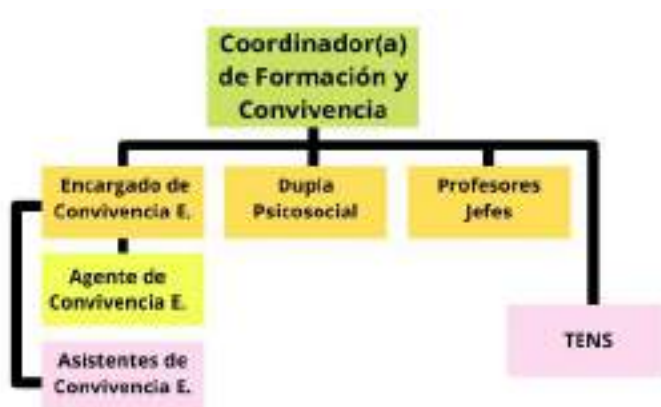 Coordinador(a)
de Formación y
Convivencia
Encargado de
Convivencia E.
Dupla
Psicosocial
Profesores
Jefes
Agente de
Convivencia E.
TENS
Asistentes de
Convivencia E.